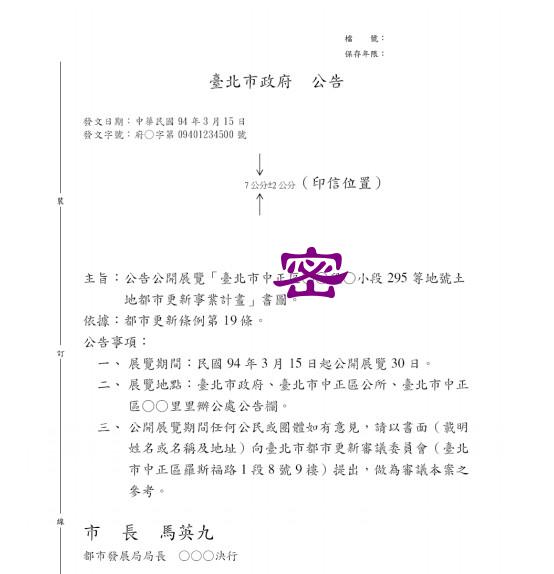 檔　號：
保存年限：
臺北市政府　公告
發文日期：中華民國 94 年 3 月 15 日
發文字號：府○字第 09401234500 號
7 公分±2 公分（印信位置）
裝
密
主旨：公告公開展覽「臺北市中正區 ○小段 295 等地號土
地都市更新事業計畫」書圖。
依據：都市更新條例第 19 條。
公告事項：
訂
一、展覽期間：民國 94 年 3 月 15 日起公開展覽 30 日。
二、展覽地點：臺北市政府、臺北市中正區公所、臺北市中正
區○○里里辦公處公告欄。
三、公開展覽期間任何公民或團體如有意見，請以書面（載明
姓名或名稱及地址）向臺北市都市更新審議委員會（臺北
市中正區羅斯福路 1 段 8 號 9 樓）提出，做為審議本案之
參考。
線
市　長　馬英九
都市發展局局長　○○○決行